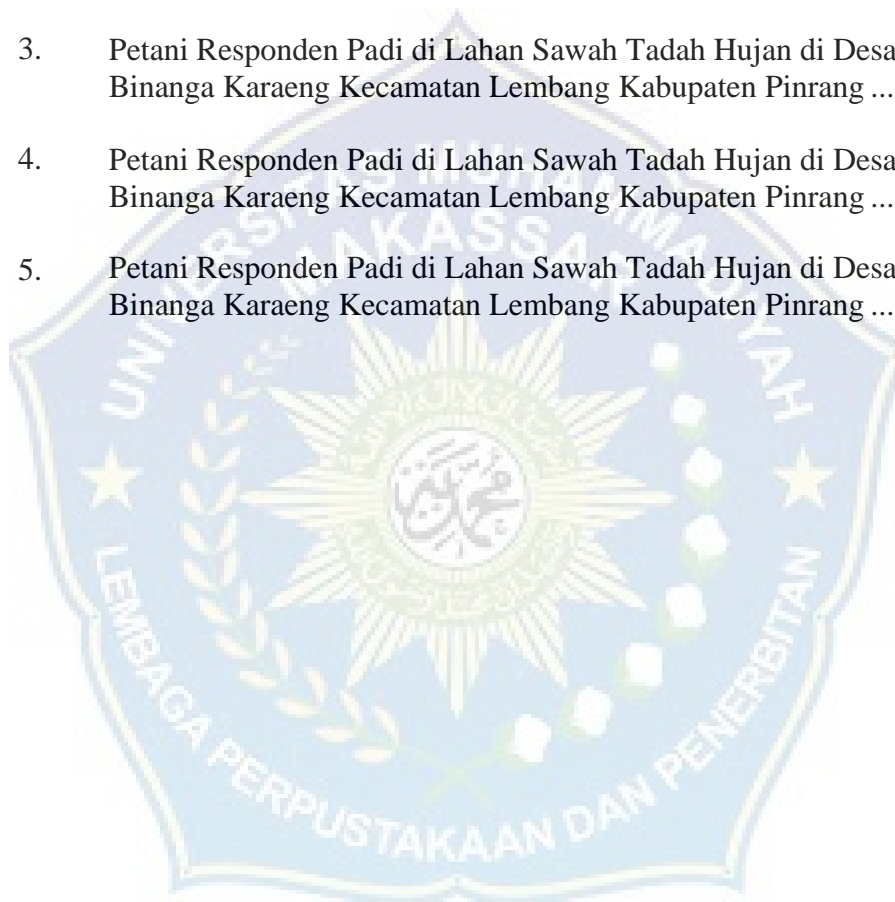 3. Petani Responden Padi di Lahan Sawah Tadah Hujan di Desa
Binanga Karaeng Kecamatan Lembang Kabupaten Pinrang ...
4. Petani Responden Padi di Lahan Sawah Tadah Hujan di Desa
Binanga Karaeng Kecamatan Lembang Kabupaten Pinrang ...
5. Petani Responden Padi di Lahan Sawah Tadah Hujan di Desa
Binanga Karaeng Kecamatan Lembang Kabupaten Pinrang ...
UNIVERSITAS MUHAMMADIYAH
MAKASSAR
LEMBAGA PERPUSTAKAAN DAN PENERBITAN